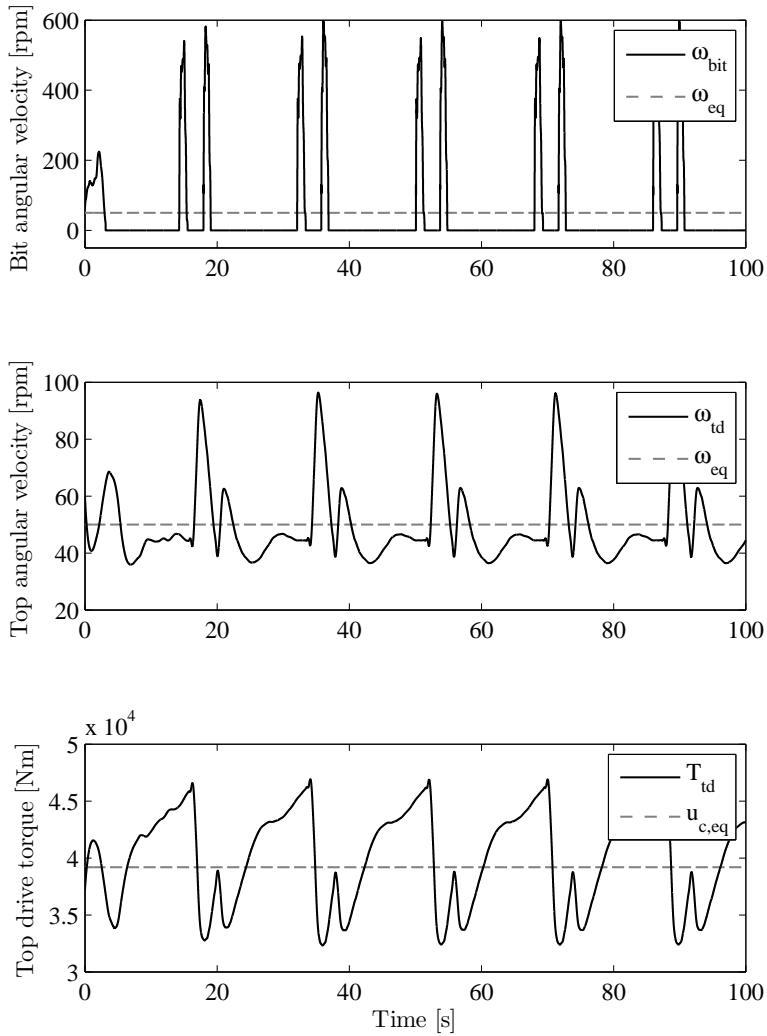 Bit angular velocity [rpm]
600
400
200
0
ω_bit
ω_eq
0 20 40 60 80 100
Top angular velocity [rpm]
100
80
60
40
20
ω_td
ω_eq
0 20 40 60 80 100
x 10^4
Top drive torque [Nm]
5
4.5
4
3.5
3
T_td
u_c,eq
0 20 40 60 80 100
Time [s]